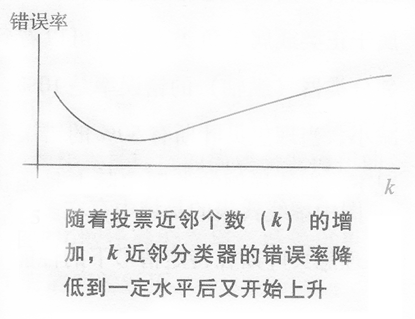 错误率
k
随着投票近邻个数（k）的增
加，k 近邻分类器的错误率降
低到一定水平后又开始上升